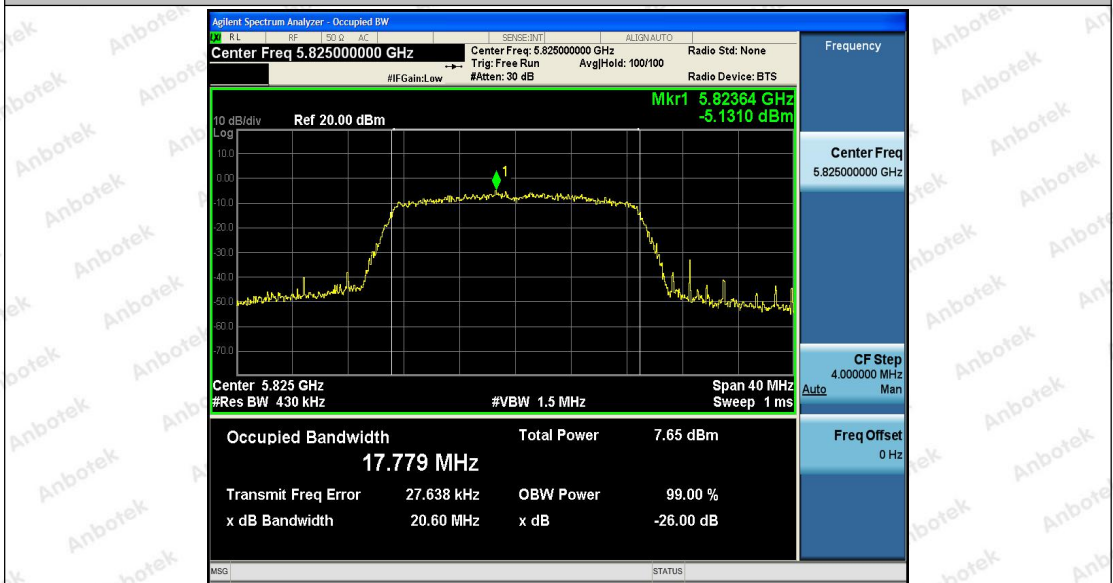 Agilent Spectrum Analyzer - Occupied BW
RL RF 50 Ω AC SENSE:INT ALIGNAUTO
Center Freq 5.825000000 GHz
Center Freq: 5.825000000 GHz Radio Std: None
Trig: Free Run Avg|Hold: 100/100
#IFGain:Low #Atten: 30 dB Radio Device: BTS
Mkr1 5.82364 GHz
-5.1310 dBm
10 dB/div Ref 20.00 dBm
Log
10.0
0.00
-10.0
-20.0
-30.0
-40.0
-50.0
-60.0
-70.0
1
Center 5.825 GHz Span 40 MHz
#Res BW 430 kHz #VBW 1.5 MHz Sweep 1 ms
Occupied Bandwidth Total Power 7.65 dBm
17.779 MHz
Transmit Freq Error 27.638 kHz OBW Power 99.00 %
x dB Bandwidth 20.60 MHz x dB -26.00 dB
MSG STATUS
Frequency
Center Freq
5.825000000 GHz
CF Step
4.000000 MHz
Auto Man
Freq Offset
0 Hz
Anbotek